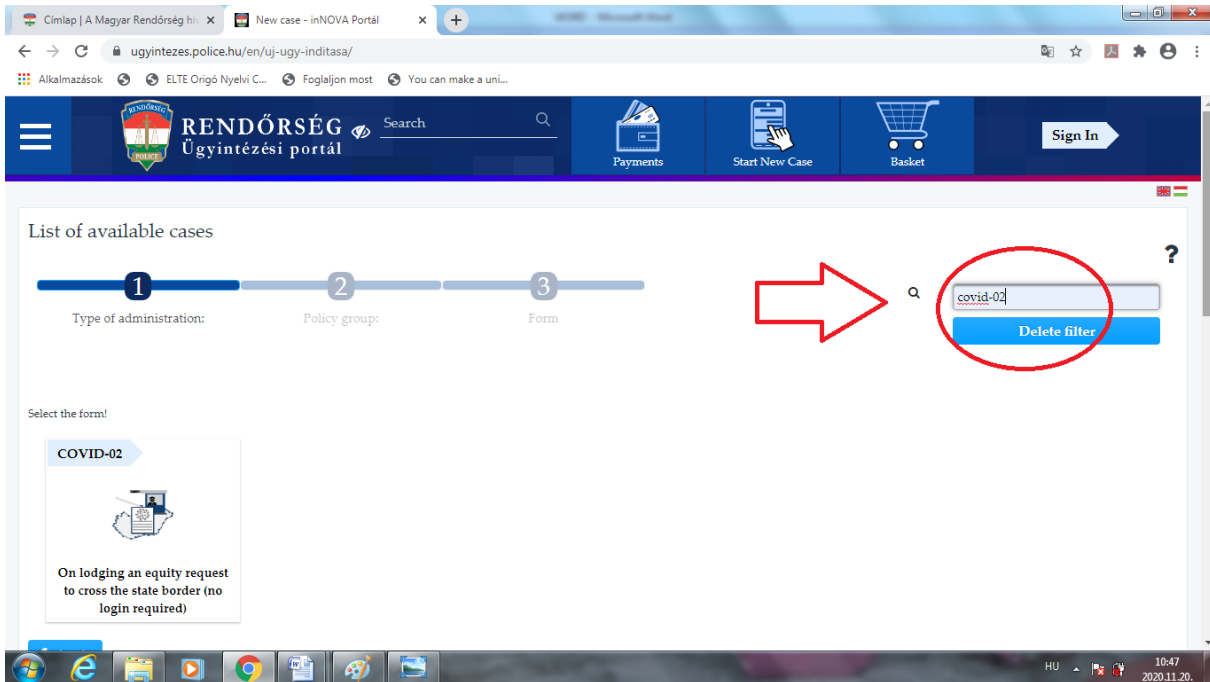 Címlap | A Magyar Rendőrség hiv
New case - inNOVA Portál
ugyintezes.police.hu/en/uj-ugy-inditasa/
Alkalmazások
ELTE Origó Nyelvi C...
Foglaljon most
You can make a uni...
RENDŐRSÉG
POLICE
RENDŐRSÉG
Ügyintézési portál
Search
Payments
Start New Case
Basket
Sign In
List of available cases
?
1
2
3
Type of administration:
Policy group:
Form
covid-02
Delete filter
Select the form!
COVID-02
On lodging an equity request
to cross the state border (no
login required)
HU
10:47
2020.11.20.